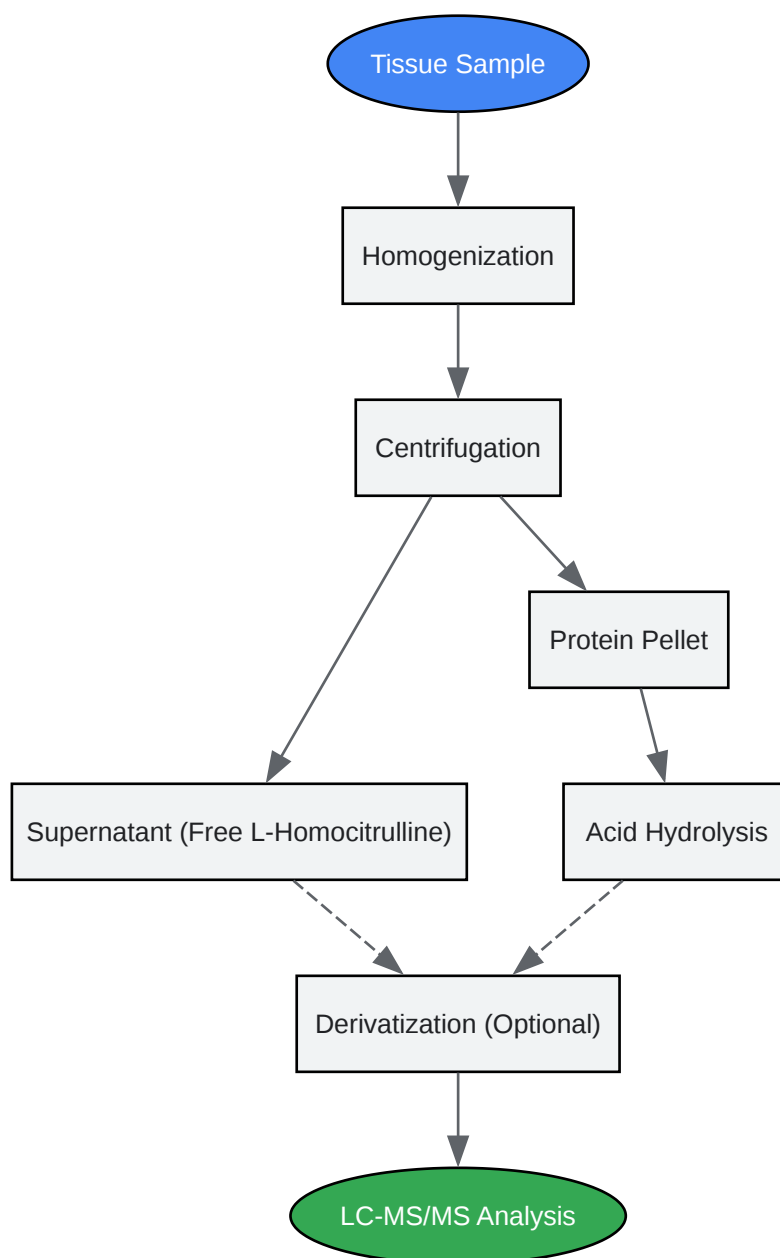 Tissue Sample
Homogenization
Centrifugation
Protein Pellet
Supernatant (Free L-Homocitrulline)
Acid Hydrolysis
Derivatization (Optional)
LC-MS/MS Analysis